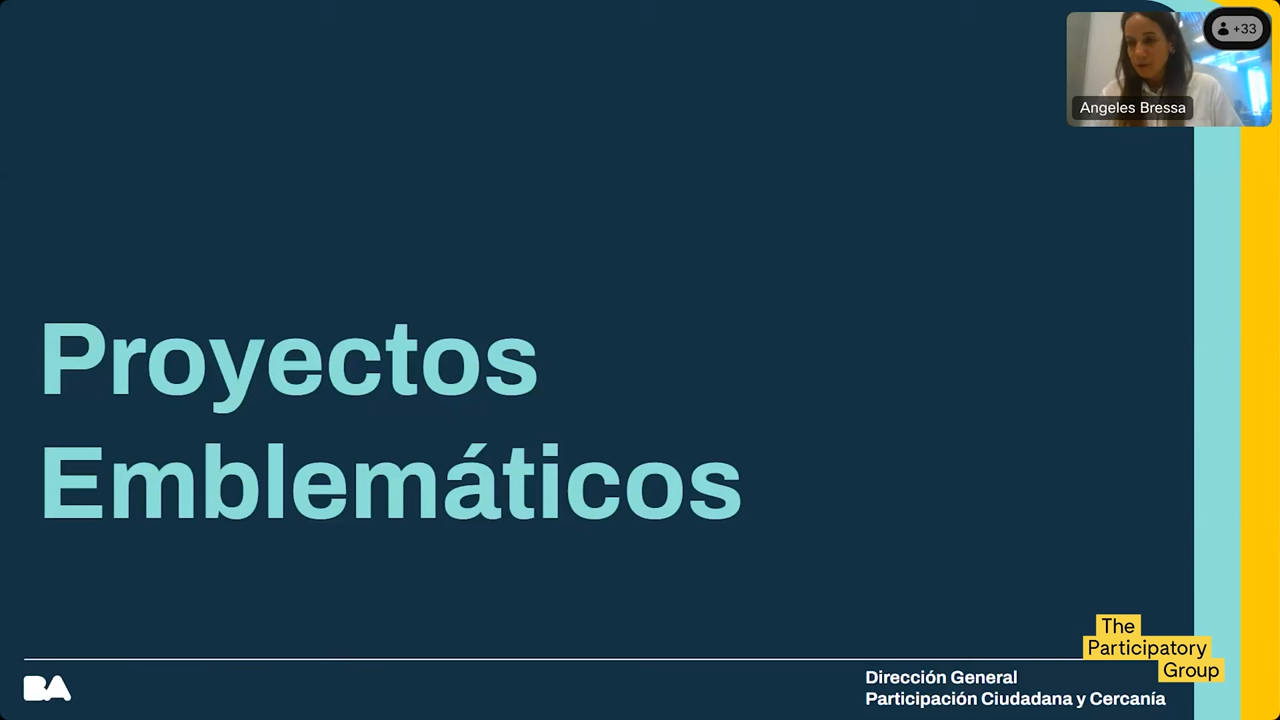 +33
Angeles Bressa
Proyectos
Emblemáticos
The
Participatory
Group
BA
Dirección General
Participación Ciudadana y Cercanía